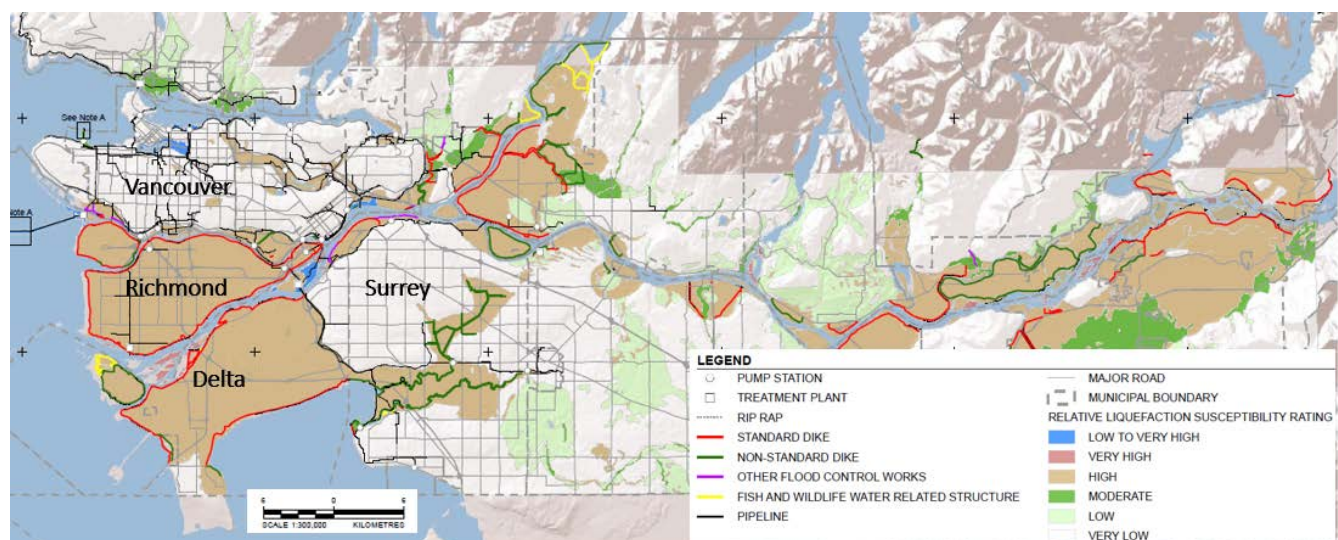 See Note A
Vancouver
Note A
Richmond
Surrey
Delta
6 0 6
SCALE 1:300,000 KILOMETRES
LEGEND
PUMP STATION
TREATMENT PLANT
RIP RAP
STANDARD DIKE
NON-STANDARD DIKE
OTHER FLOOD CONTROL WORKS
FISH AND WILDLIFE WATER RELATED STRUCTURE
PIPELINE
MAJOR ROAD
MUNICIPAL BOUNDARY
RELATIVE LIQUEFACTION SUSCEPTIBILITY RATING
LOW TO VERY HIGH
VERY HIGH
HIGH
MODERATE
LOW
VERY LOW